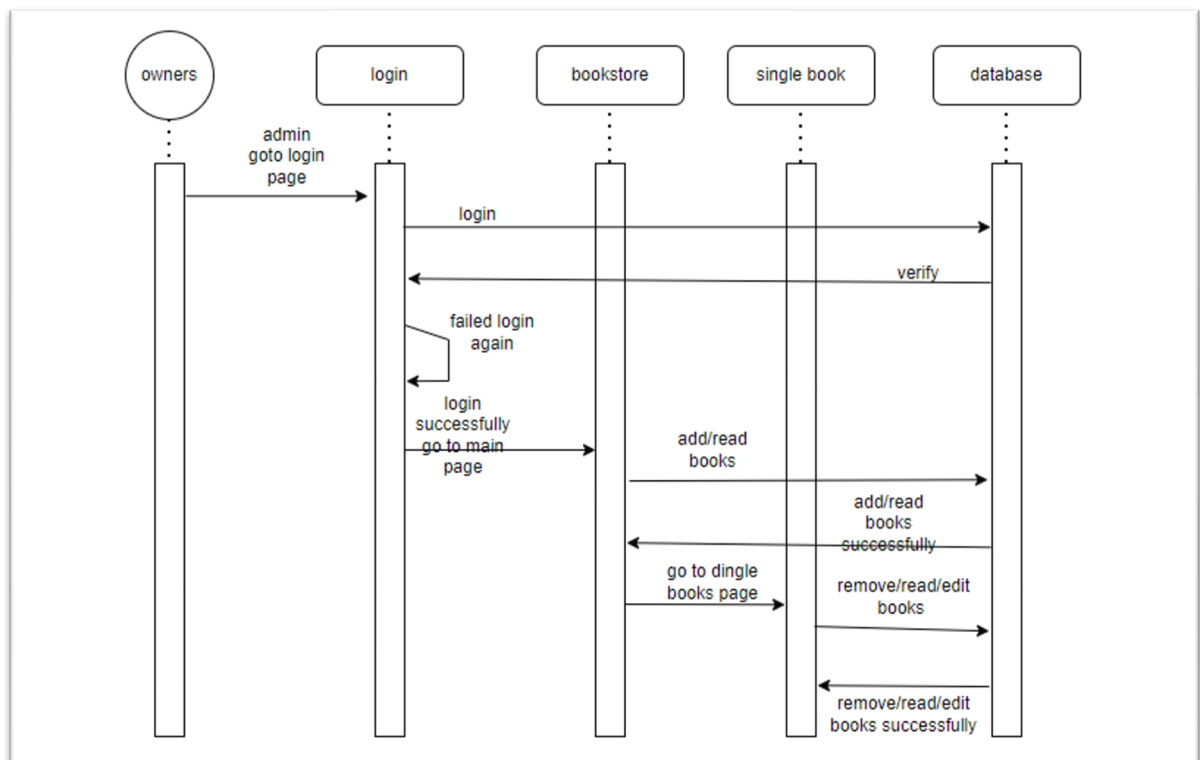 owners
login
bookstore
single book
database
admin
goto login
page
login
verify
failed login
again
login
successfully
go to main
page
add/read
books
add/read
books
successfully
go to dingle
books page
remove/read/edit
books
remove/read/edit
books successfully